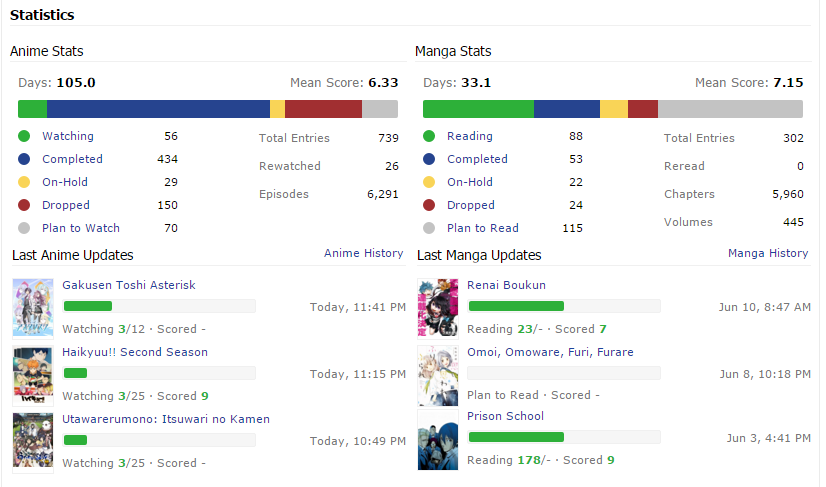 Statistics
Anime Stats
Days: 105.0 Mean Score: 6.33
Watching 56
Completed 434
On-Hold 29
Dropped 150
Plan to Watch 70
Total Entries 739
Rewatched 26
Episodes 6,291
Last Anime Updates Anime History
Gakusen Toshi Asterisk
Today, 11:41 PM
Watching 3/12 · Scored -
Haikyuu!! Second Season
Today, 11:15 PM
Watching 3/25 · Scored 9
Utawarerumono: Itsuwari no Kamen
Today, 10:49 PM
Watching 3/25 · Scored -
Manga Stats
Days: 33.1 Mean Score: 7.15
Reading 88
Completed 53
On-Hold 22
Dropped 24
Plan to Read 115
Total Entries 302
Reread 0
Chapters 5,960
Volumes 445
Last Manga Updates Manga History
Renai Boukun
Jun 10, 8:47 AM
Reading 23/- · Scored 7
Omoi, Omoware, Furi, Furare
Jun 8, 10:18 PM
Plan to Read · Scored -
Prison School
Jun 3, 4:41 PM
Reading 178/- · Scored 9